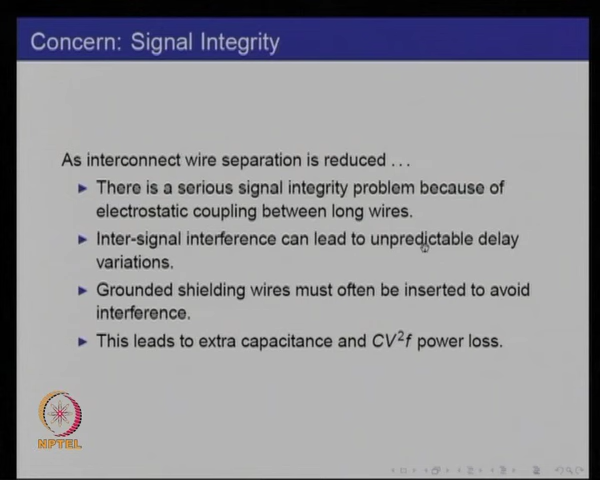 Concern: Signal Integrity
As interconnect wire separation is reduced ...
▶ There is a serious signal integrity problem because of
electrostatic coupling between long wires.
▶ Inter-signal interference can lead to unpredictable delay
variations.
▶ Grounded shielding wires must often be inserted to avoid
interference.
▶ This leads to extra capacitance and CV²f power loss.
NPTEL